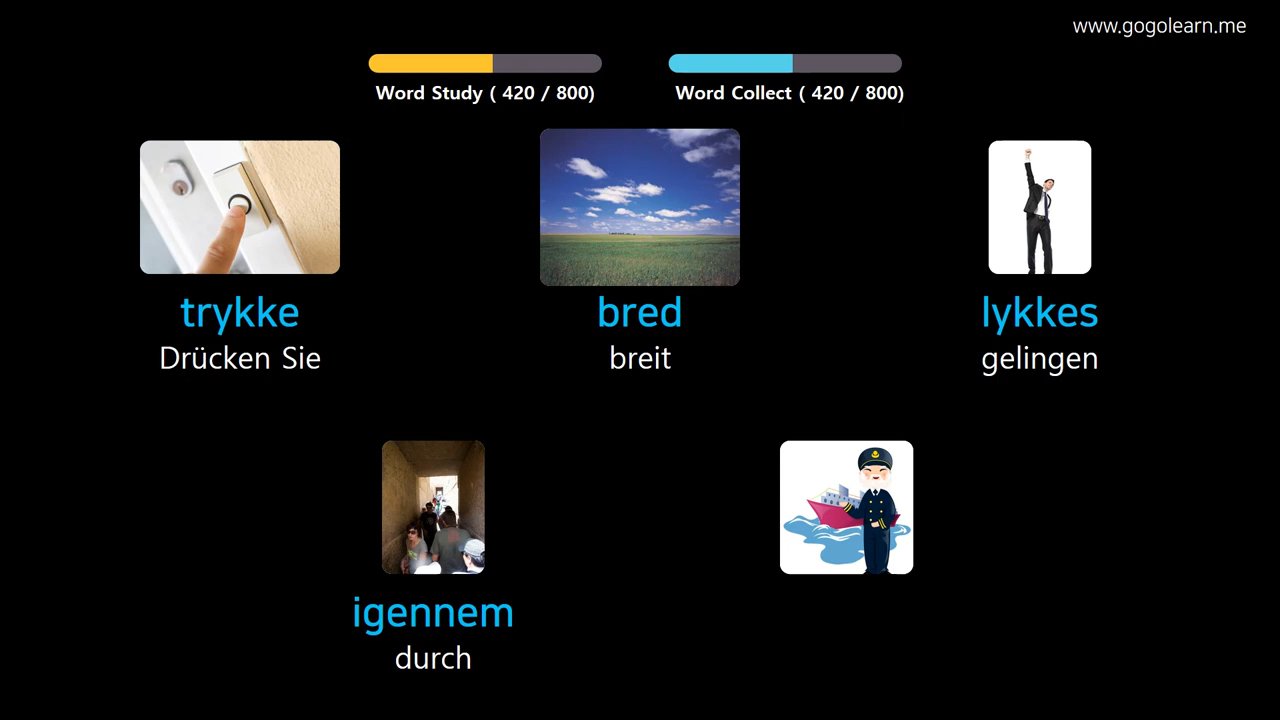 www.gogolearn.me
Word Study ( 420 / 800)
Word Collect ( 420 / 800)
trykke
Drücken Sie
bred
breit
lykkes
gelingen
igennem
durch